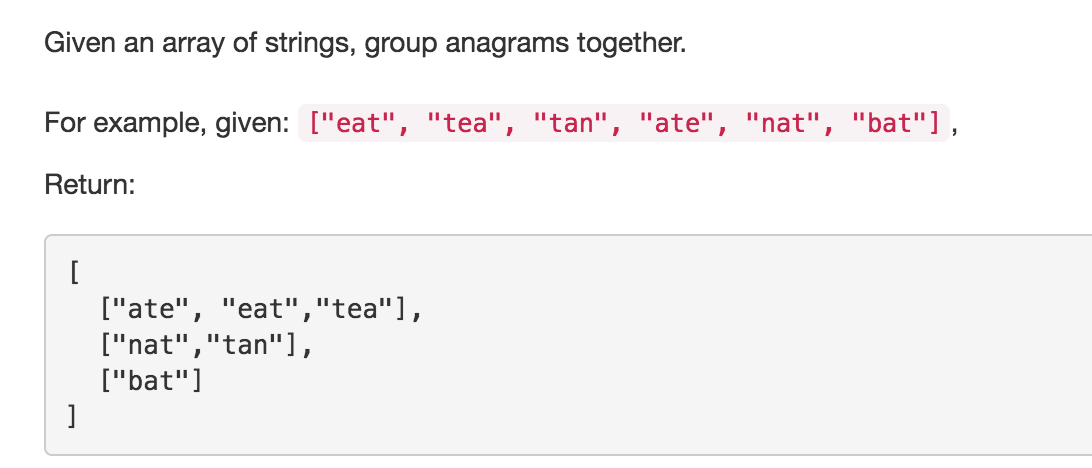 Given an array of strings, group anagrams together.
For example, given: ["eat", "tea", "tan", "ate", "nat", "bat"],
Return:
[
  ["ate", "eat","tea"],
  ["nat","tan"],
  ["bat"]
]